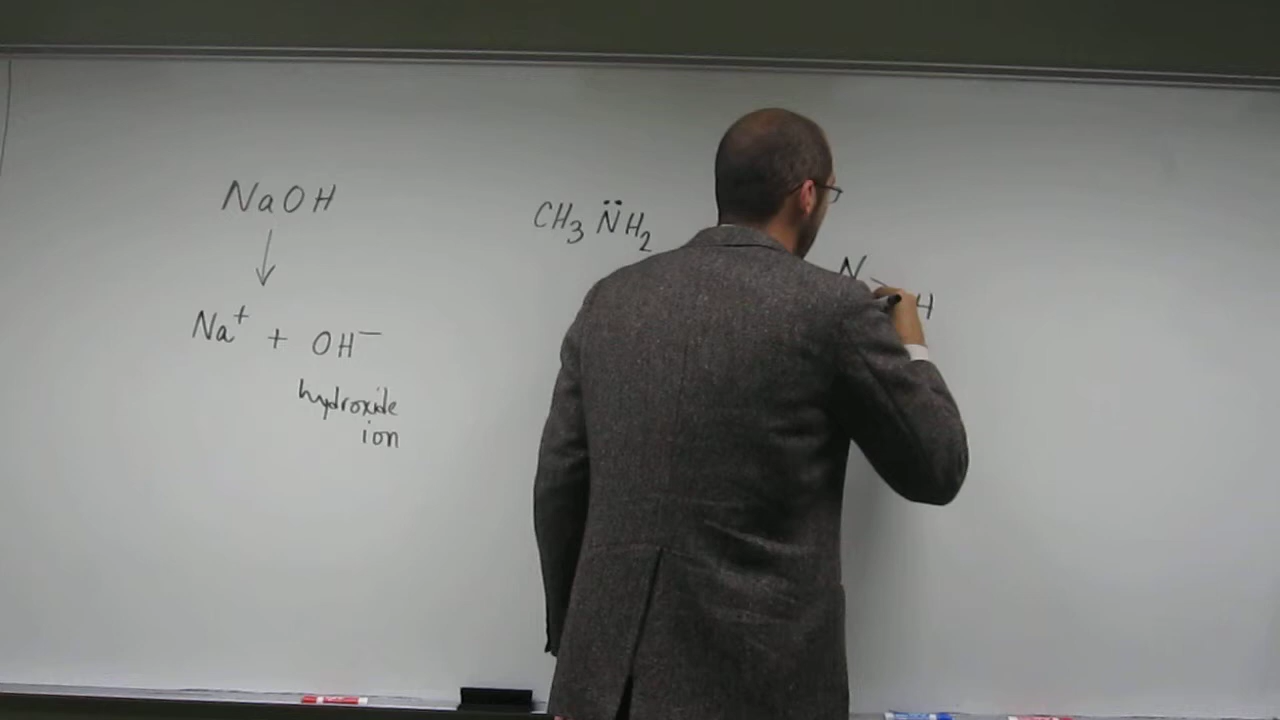 NaOH
↓
Na⁺ + OH⁻
hydroxide
ion
CH₃N̈H₂
N
H